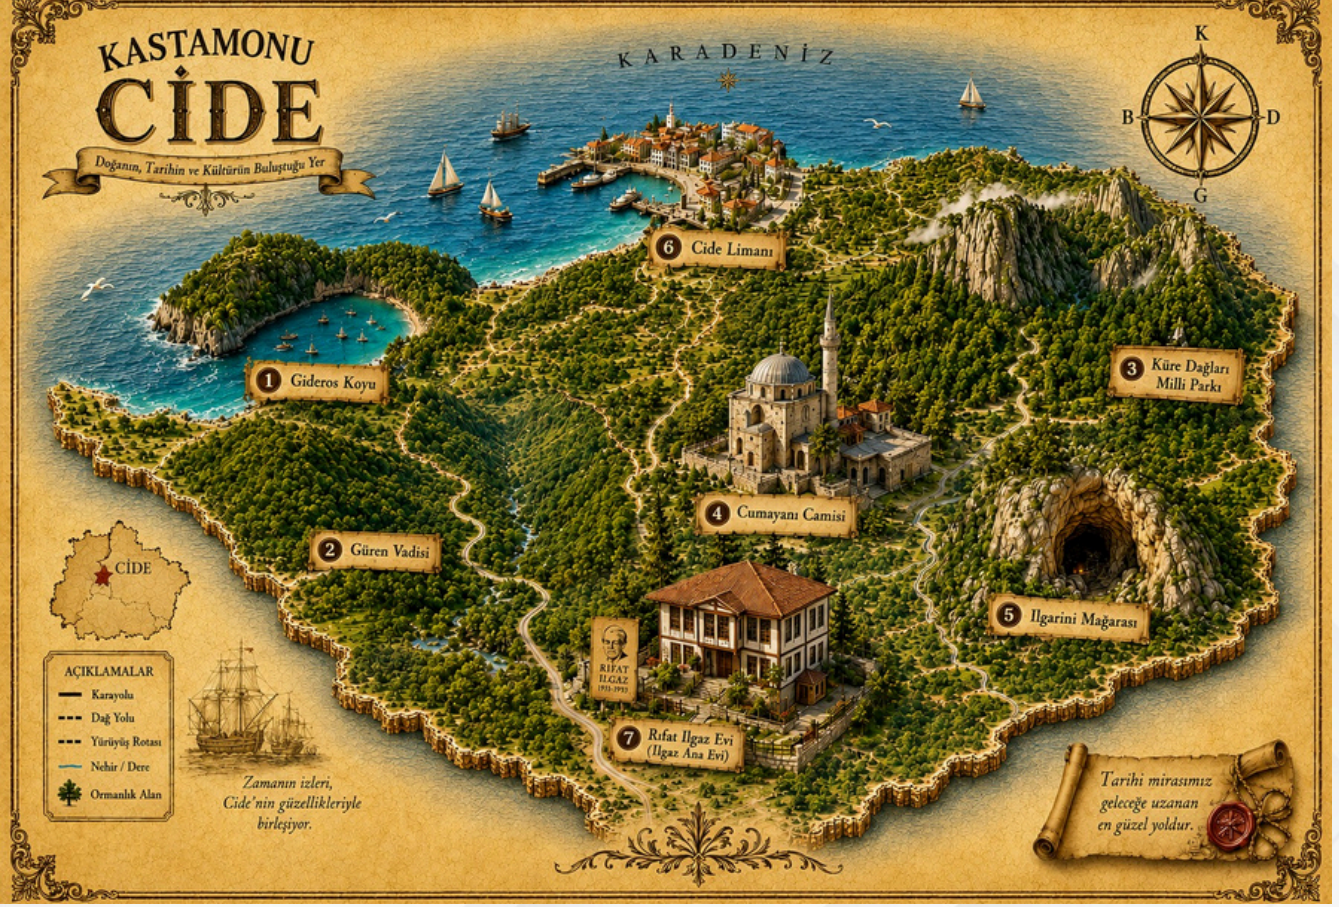 KASTAMONU
CİDE
Doğanın, Tarihin ve Kültürün Buluştuğu Yer
KARADENİZ
K
B
D
G
6 Cide Limanı
1 Gideros Koyu
3 Küre Dağları
Milli Parkı
4 Cumayanı Camisi
2 Güren Vadisi
5 Ilgarini Mağarası
RIFAT
ILGAZ
7 Rıfat Ilgaz Evi
(Ilgaz Ana Evi)
CİDE
AÇIKLAMALAR
Karayolu
Dağ Yolu
Yürüyüş Rotası
Nehir / Dere
Ormanlık Alan
Zamanın izleri,
Cide'nin güzellikleriyle
birleşiyor.
Tarihi mirasımız
geleceğe uzanan
en güzel yoldur.